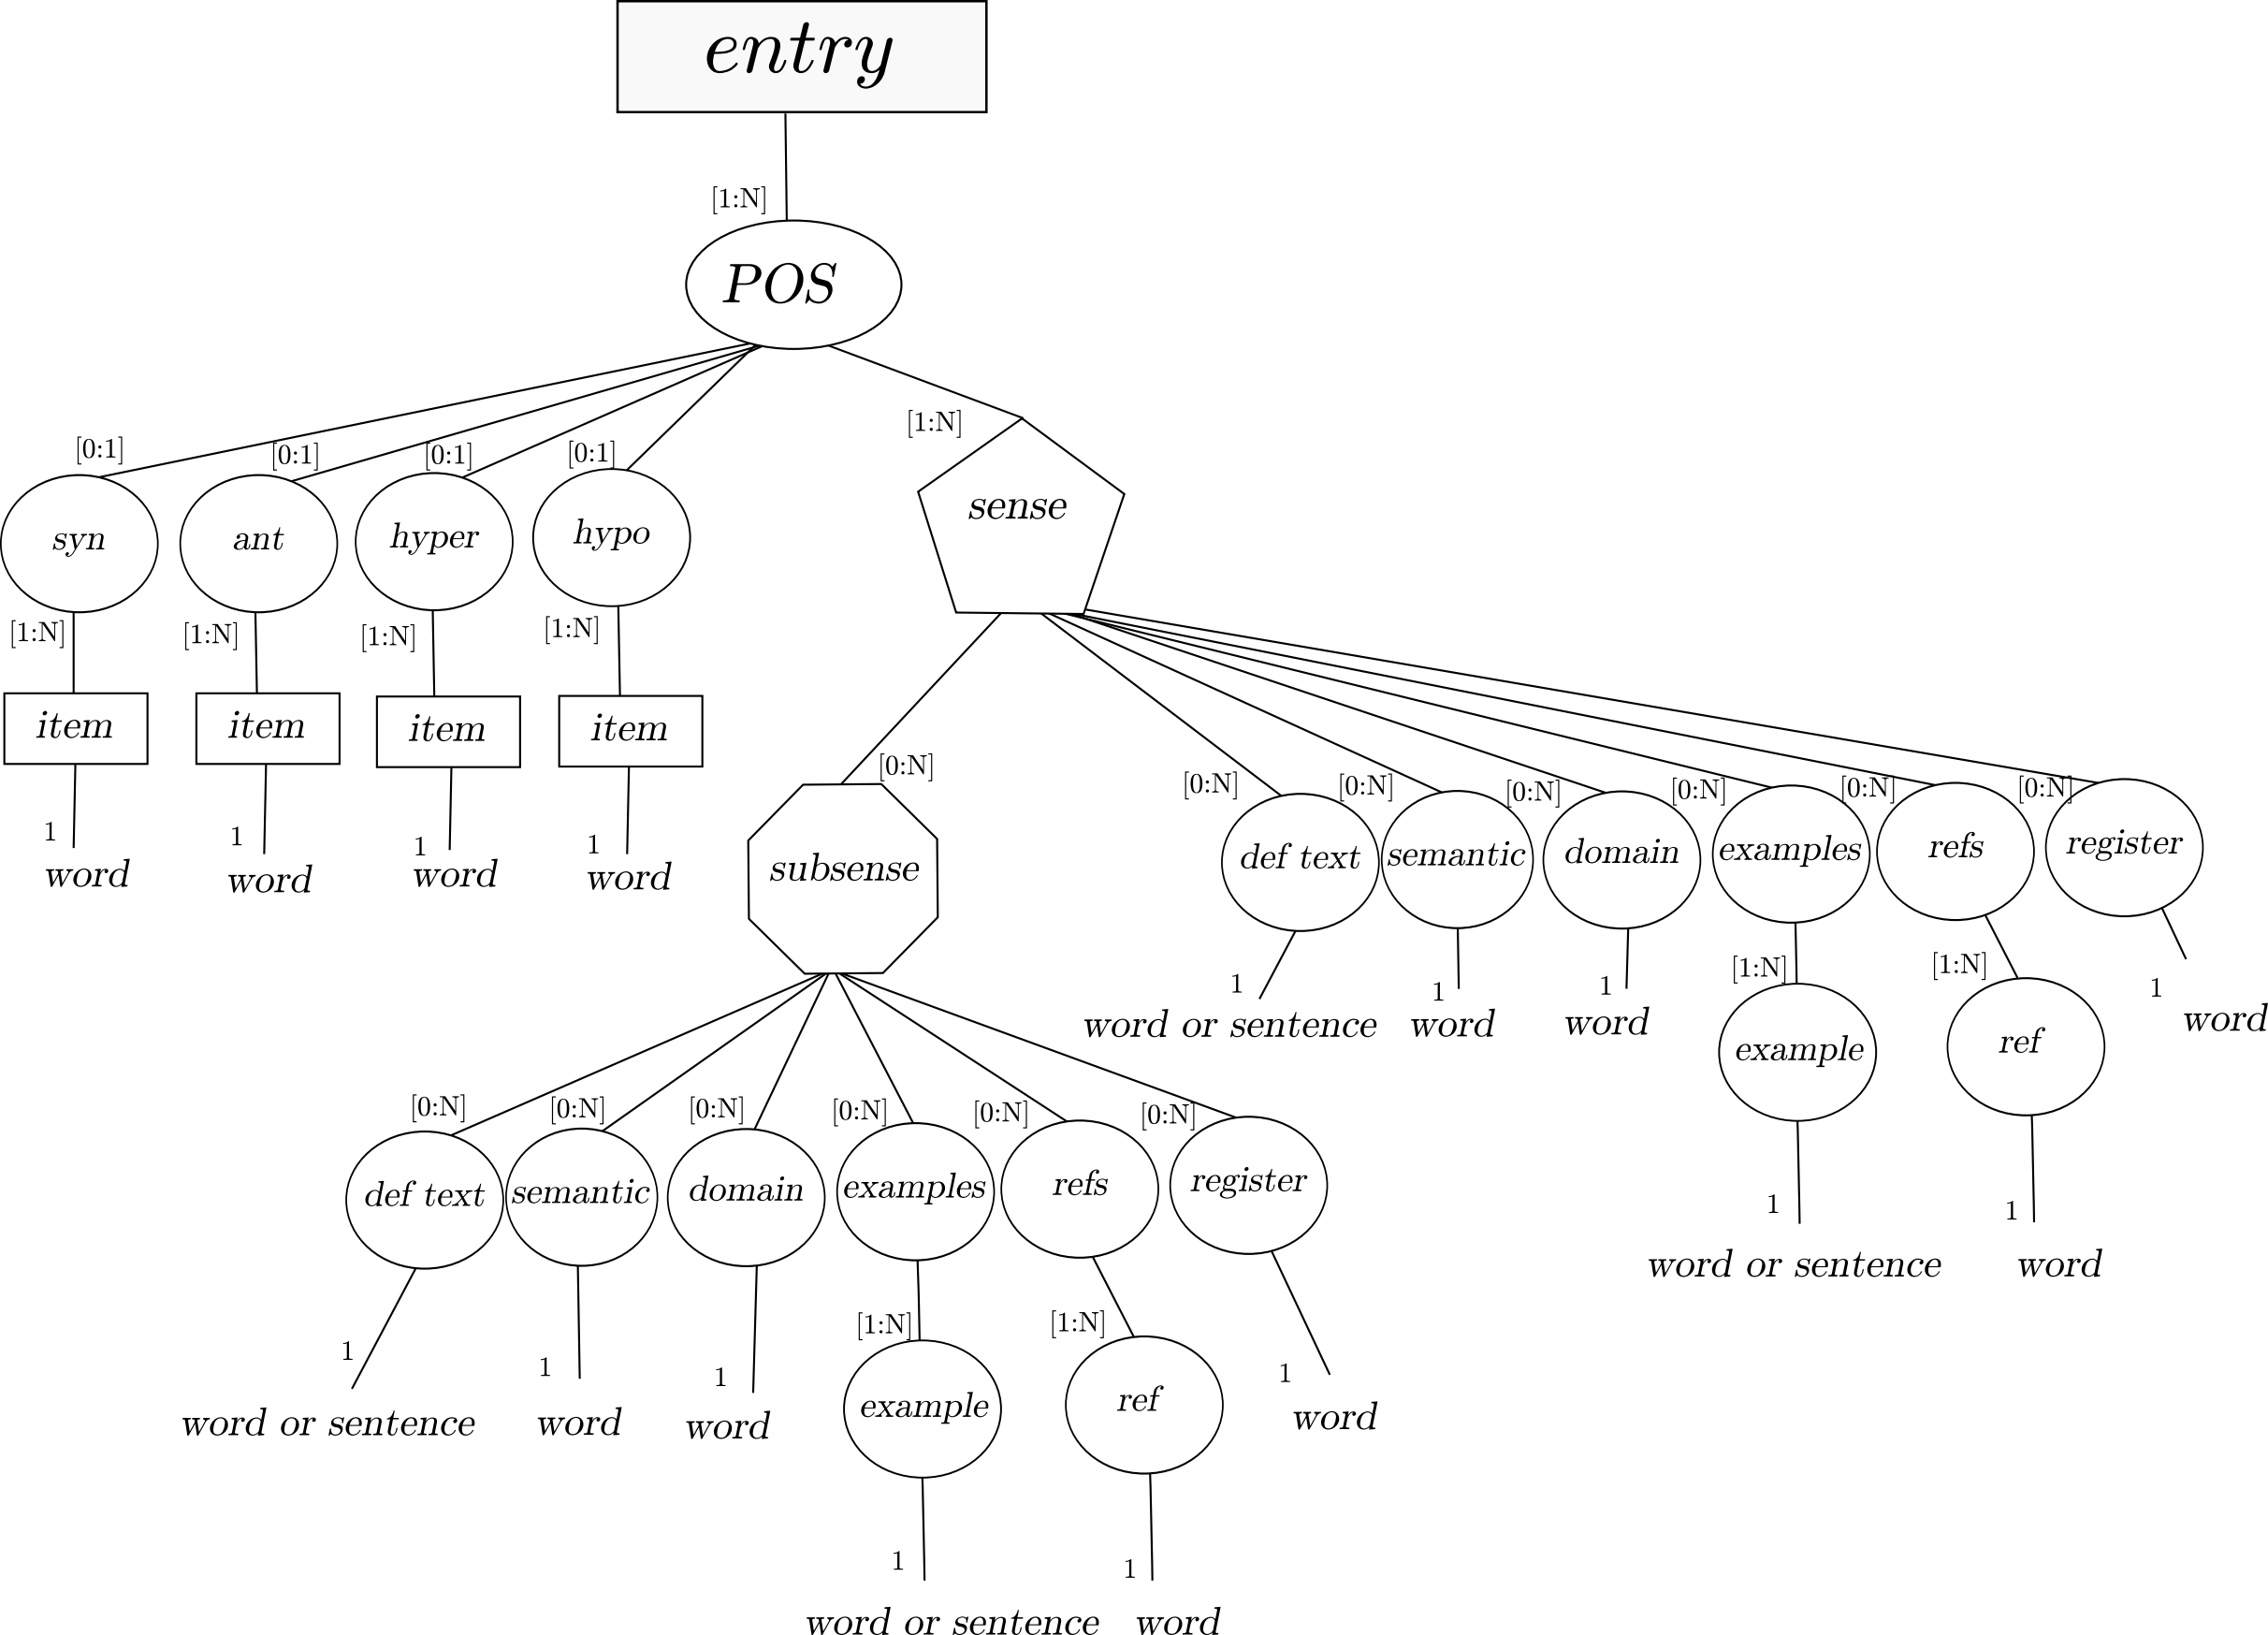 entry
[1:N]
POS
[0:1] [0:1] [0:1] [0:1] [1:N]
syn ant hyper hypo sense
[1:N] [1:N] [1:N] [1:N]
item item item item
[0:N] [0:N] [0:N] [0:N] [0:N] [0:N] [0:N]
1 1 1 1
word word word word
subsense def text semantic domain examples refs register
1 1 1 [1:N] [1:N] 1
word or sentence word word word
example ref
[0:N] [0:N] [0:N] [0:N] [0:N] [0:N]
def text semantic domain examples refs register
1 1
word or sentence word
[1:N] [1:N]
1 1 1 1
word or sentence word word word
example ref
1 1
word or sentence word